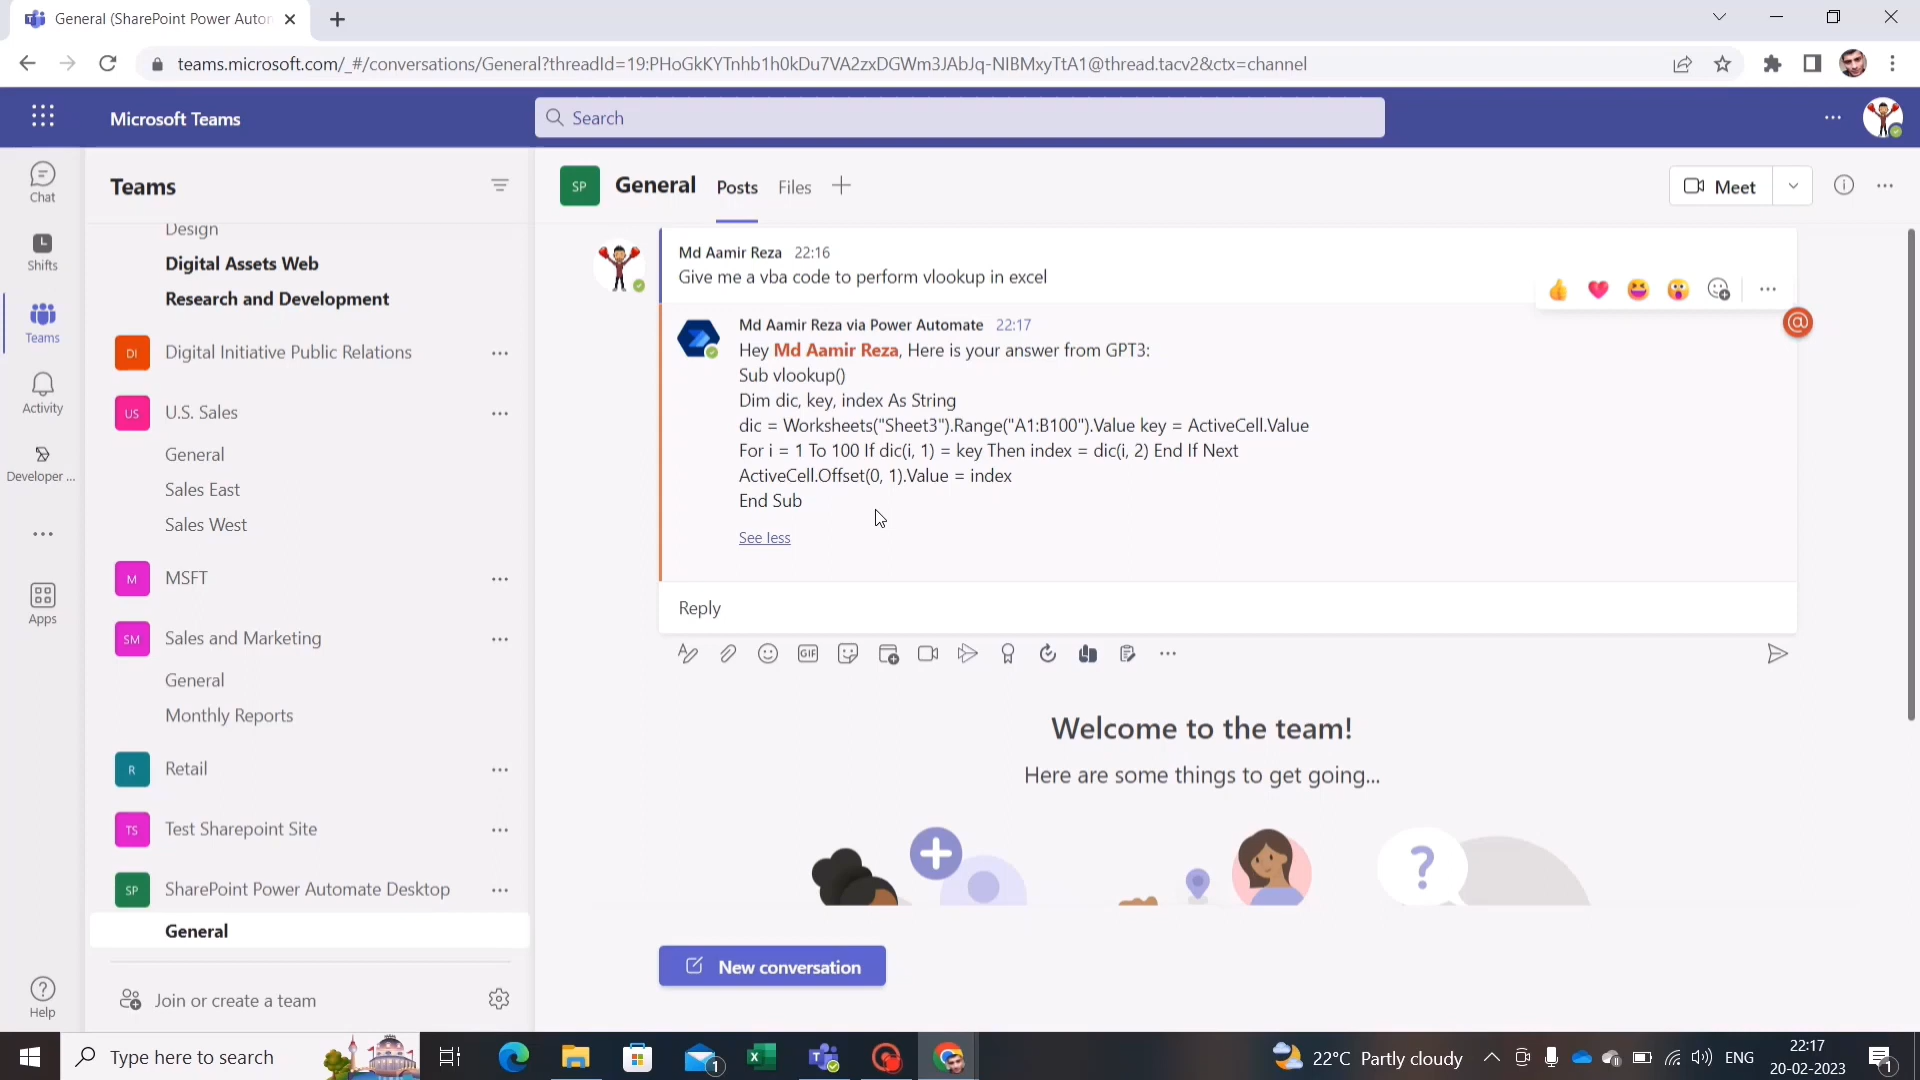 General (SharePoint Power Auton
teams.microsoft.com/_#/conversations/General?threadId=19:PHoGkKYTnhb1h0kDu7VA2zxDGWm3JAbJq-NIBMxyTtA1@thread.tacv2&ctx=channel
Microsoft Teams
Search
Chat
Shifts
Teams
Activity
Developer ...
Apps
Help
Teams
Design
Digital Assets Web
Research and Development
DI Digital Initiative Public Relations
US U.S. Sales
General
Sales East
Sales West
M MSFT
SM Sales and Marketing
General
Monthly Reports
R Retail
TS Test Sharepoint Site
SP SharePoint Power Automate Desktop
General
Join or create a team
SP General Posts Files
Meet
Md Aamir Reza 22:16
Give me a vba code to perform vlookup in excel
Md Aamir Reza via Power Automate 22:17
Hey Md Aamir Reza, Here is your answer from GPT3:
Sub vlookup()
Dim dic, key, index As String
dic = Worksheets("Sheet3").Range("A1:B100").Value key = ActiveCell.Value
For i = 1 To 100 If dic(i, 1) = key Then index = dic(i, 2) End If Next
ActiveCell.Offset(0, 1).Value = index
End Sub
See less
@
Reply
GIF
Welcome to the team!
Here are some things to get going...
?
New conversation
Type here to search
1
22°C Partly cloudy
ENG
22:17
20-02-2023
1